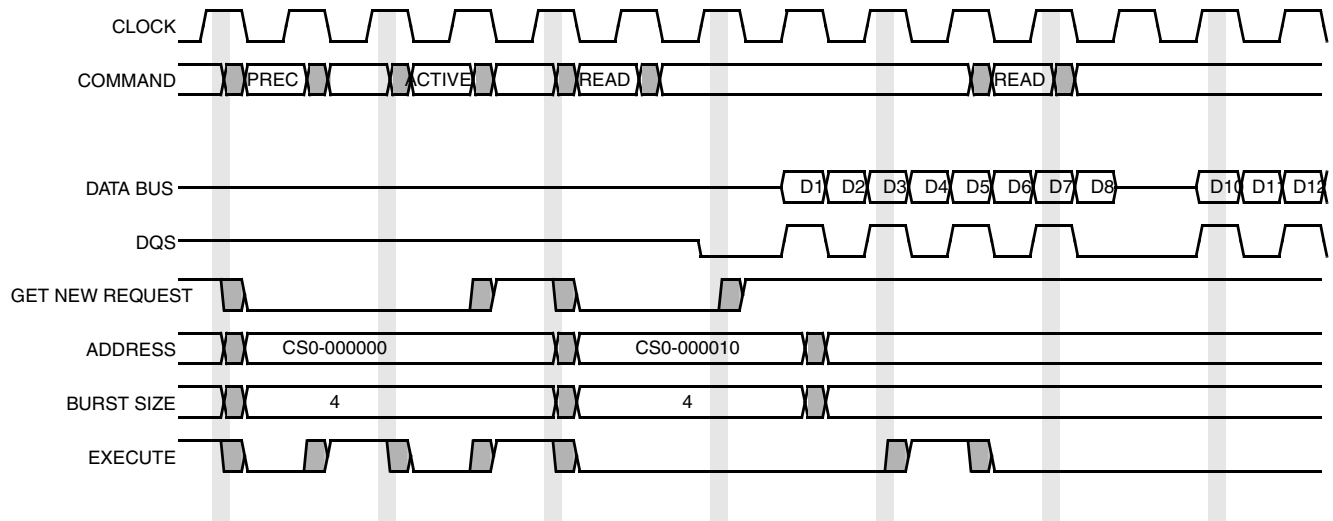 CLOCK
COMMAND PREC ACTIVE READ READ
DATA BUS D1 D2 D3 D4 D5 D6 D7 D8 D10 D11 D12
DQS
GET NEW REQUEST
ADDRESS CS0-000000 CS0-000010
BURST SIZE 4 4
EXECUTE